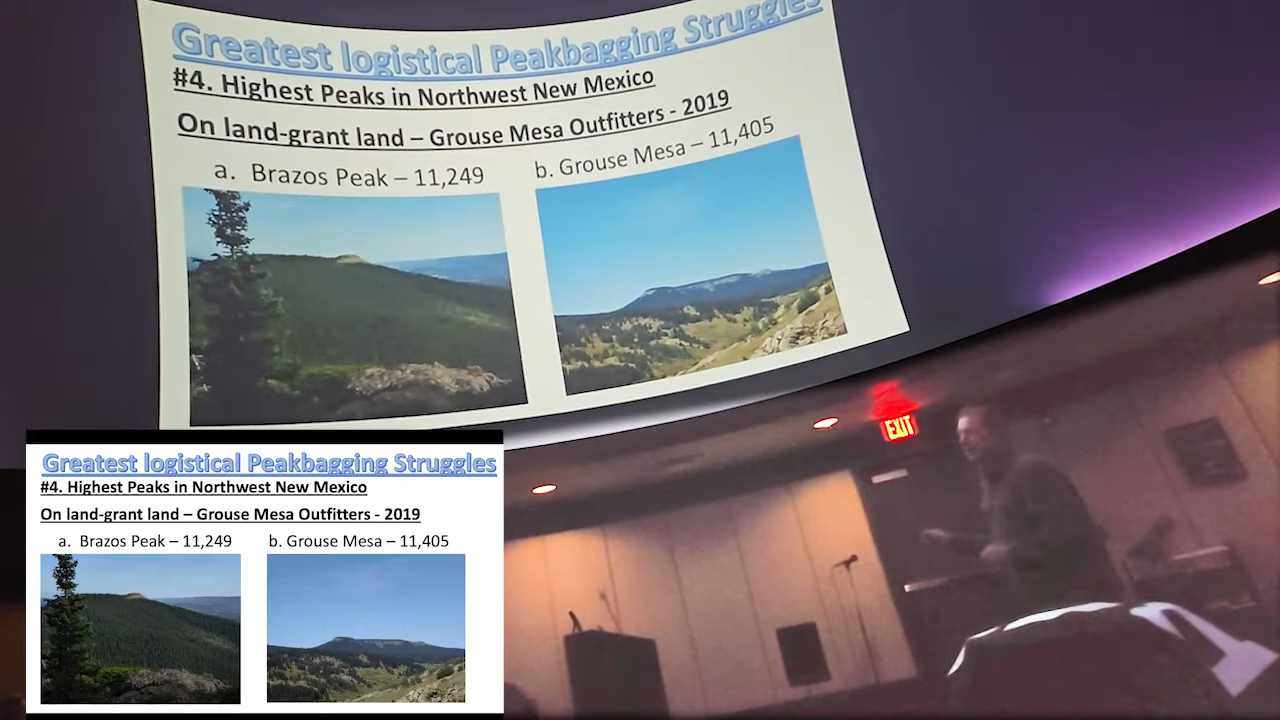 Greatest logistical Peakbagging Struggles
#4. Highest Peaks in Northwest New Mexico
On land-grant land – Grouse Mesa Outfitters - 2019
a. Brazos Peak – 11,249
b. Grouse Mesa – 11,405
EXIT
Greatest logistical Peakbagging Struggles
#4. Highest Peaks in Northwest New Mexico
On land-grant land – Grouse Mesa Outfitters - 2019
a. Brazos Peak – 11,249
b. Grouse Mesa – 11,405